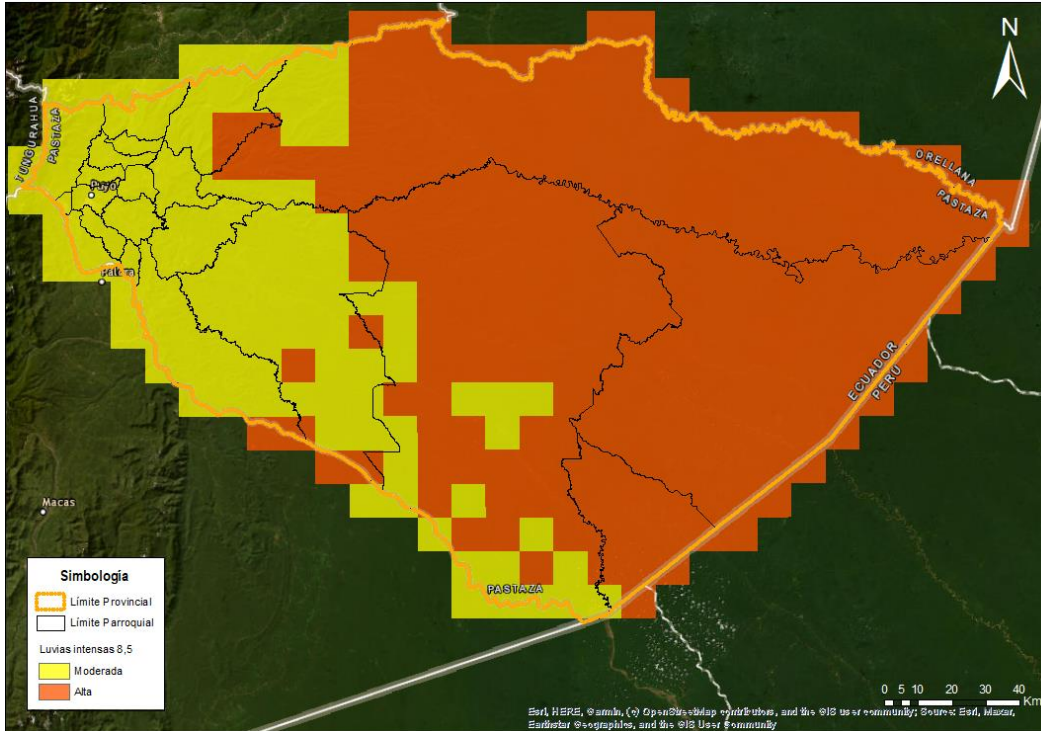 N
TUNGURAHUA
PASTAZA
Puyo
Palora
Macas
ORELLANA
PASTAZA
ECUADOR
PERU
PASTAZA
Simbología
Límite Provincial
Límite Parroquial
Luvias intensas 8,5
Moderada
Alta
0 5 10 20 30 40
Km
Esri, HERE, Garmin, (c) OpenStreetMap contributors, and the GIS user community; Source: Esri, Maxar,
Earthstar Geographics, and the GIS User Community